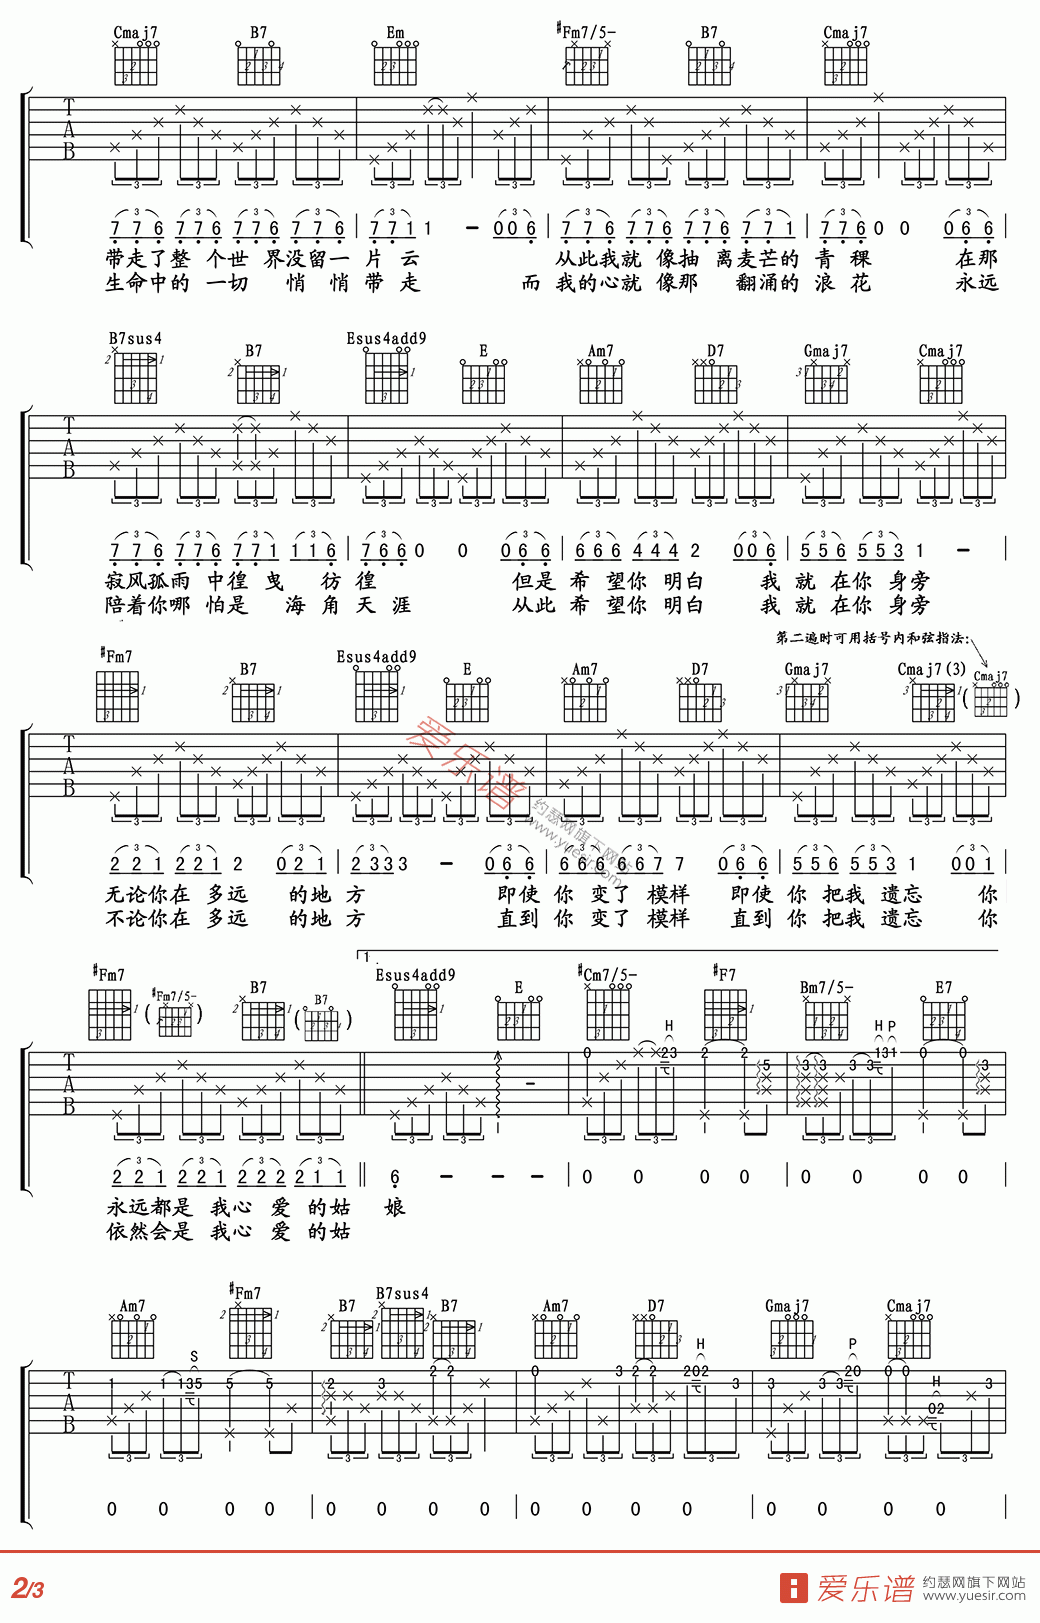 Cmaj7 B7 Em #Fm7/5- B7 Cmaj7
T A B
7 7 6 7 7 6 7 7 6 7 7 6 7 7 1 1 - 0 0 6 7 7 6 7 7 6 7 7 6 7 7 1 7 7 6 0 0 0 6 6
带走了整 个世 界没留一 片 云 从此我就 像抽 离麦芒的 青 稞 在那
生命中的 一切 悄 悄 带 走 而 我的心就 像那 翻涌的 浪 花 永远
B7sus4 B7 Esus4add9 E Am7 D7 Gmaj7 Cmaj7
T A B
7 7 6 7 7 6 7 7 1 1 1 6 7 6 6 0 0 0 6 6 6 6 6 4 4 4 2 0 0 6 5 5 6 5 5 3 1 -
寂风孤雨 中徨 曳 彷 徨 但是 希 望你 明白 我 就 在你 身旁
陪着你哪 怕是 海 角 天 涯 从此 希 望你 明白 我 就 在你 身旁
第二遍时可用括号内和弦指法:
#Fm7 B7 Esus4add9 E Am7 D7 Gmaj7 Cmaj7(3) (Cmaj7)
T A B
2 2 1 2 2 1 2 0 2 1 2 3 3 3 3 - 0 6 6 6 6 6 6 6 7 7 0 6 6 5 5 6 5 5 3 1 0 0 1
无论你在 多远 的地 方 即使 你 变了 模样 即使 你 把我 遗忘 你
不论你在 多远 的地 方 直到 你 变了 模样 直到 你 把我 遗忘 你
爱乐谱
约瑟网旗下网站
www.yuesir.com
1.
#Fm7 (#Fm7/5-) B7 (B7) Esus4add9 E #Cm7/5- #F7 Bm7/5- E7
T A B
2 2 1 2 2 1 2 2 2 2 1 1 6 - - - 0 0 0 0 0 0 0 0
永远都是 我心 爱 的姑 娘
依然会是 我心 爱 的姑
Am7 #Fm7 B7 B7sus4 B7 Am7 D7 Gmaj7 Cmaj7
T A B
0 0 0 0 0 0 0 0 0 0 0 0 0 0 0 0
2/3
爱乐谱 约瑟网旗下网站
www.yuesir.com